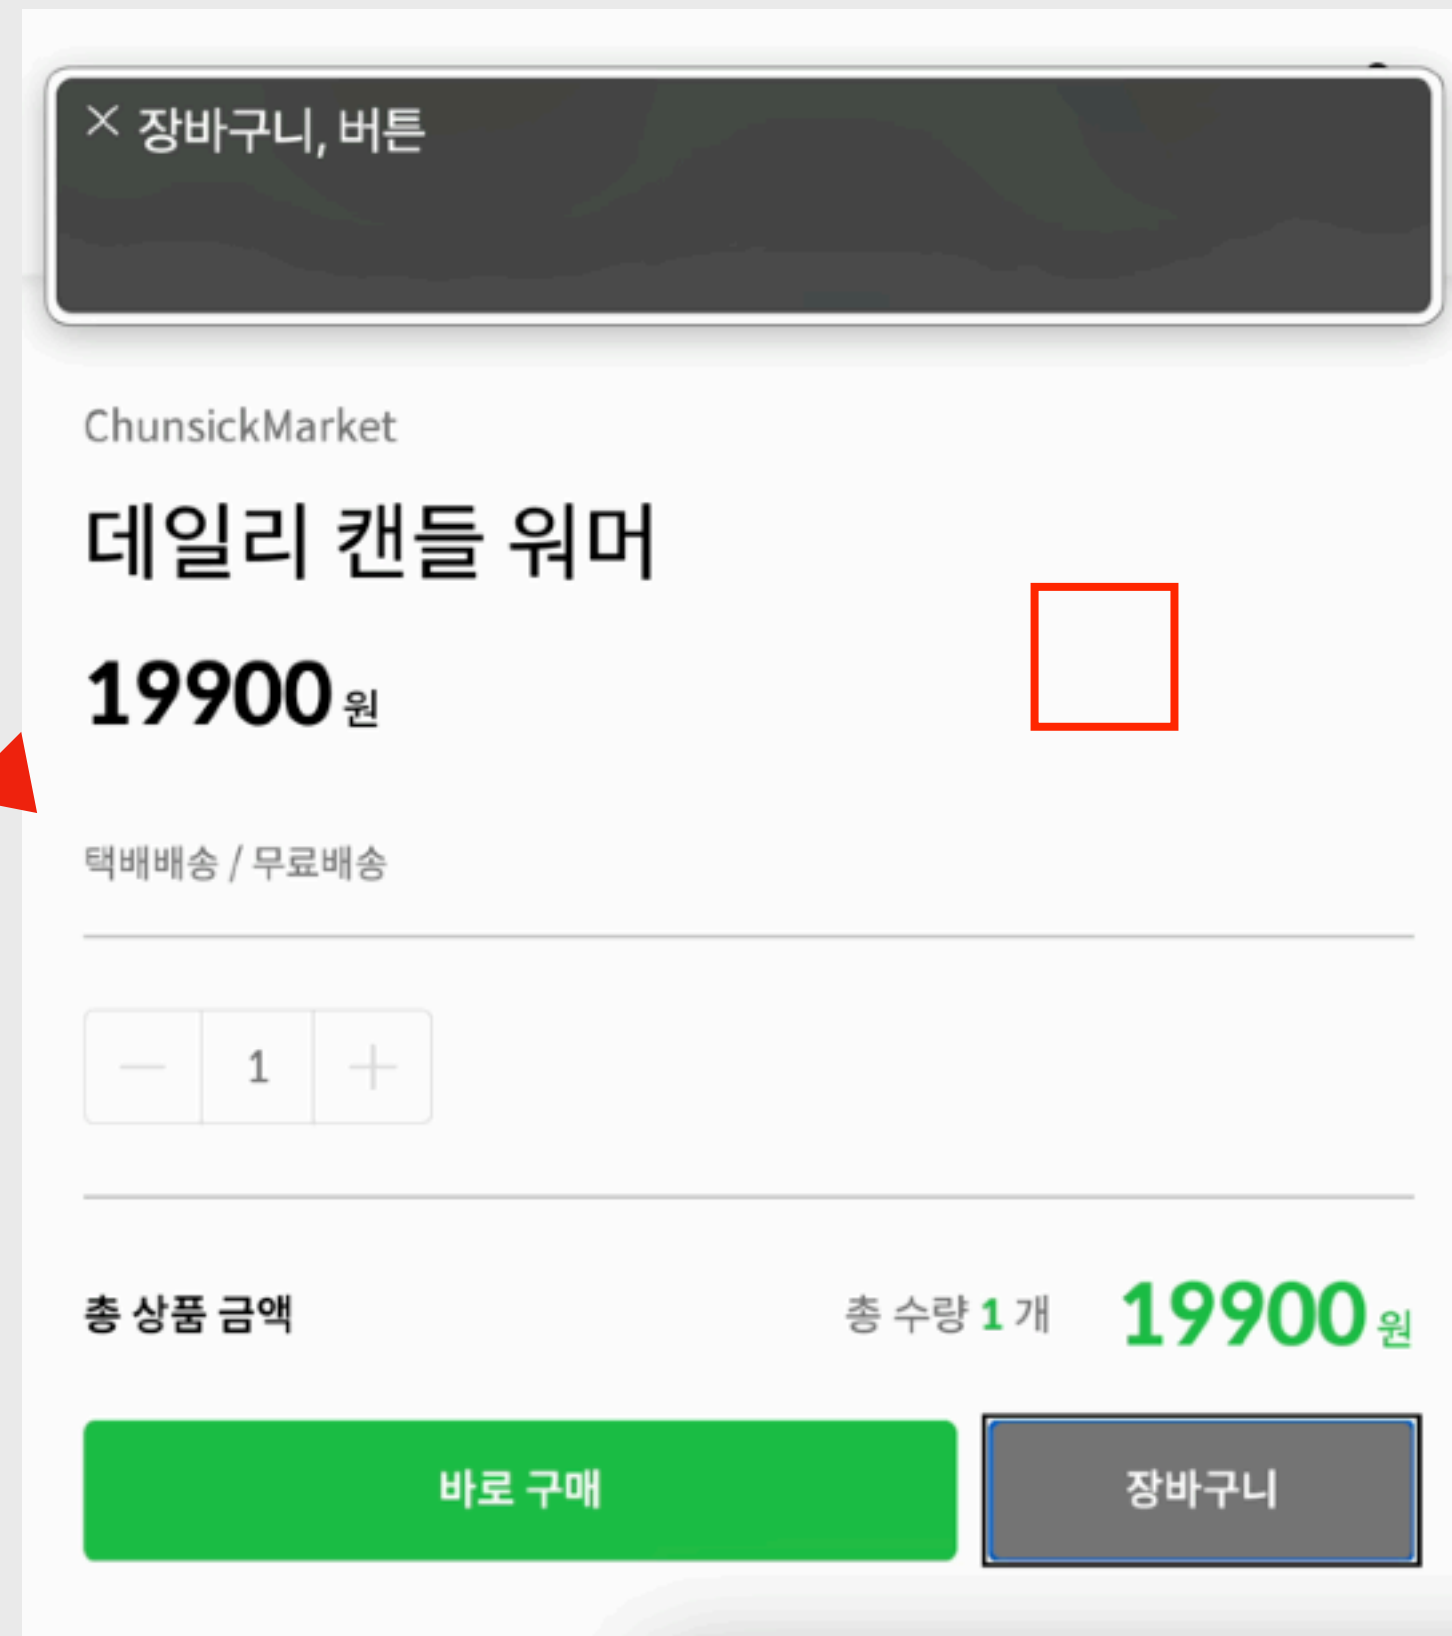 장바구니, 버튼
ChunsickMarket
데일리 캔들 워머
19900 원
택배배송 / 무료배송
1
총 상품 금액 총 수량 1 개 19900 원
바로 구매 장바구니